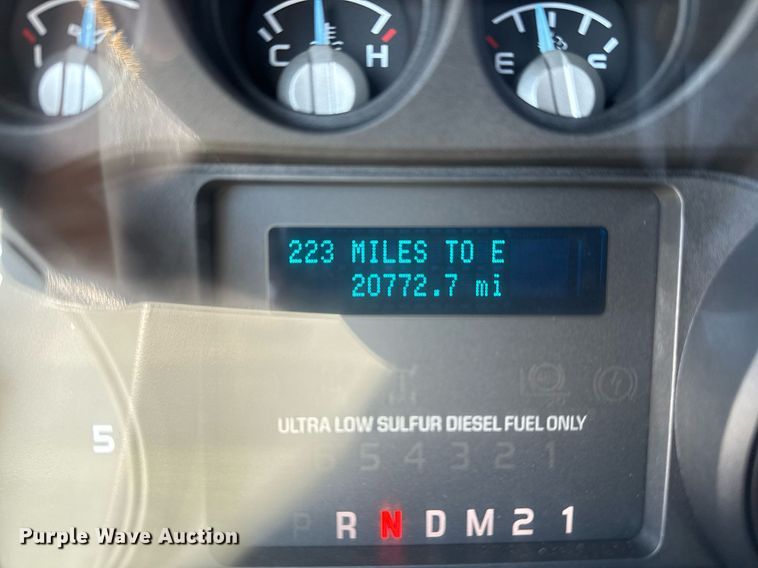 C H E F
223 MILES TO E
20772.7 mi
ULTRA LOW SULFUR DIESEL FUEL ONLY
5
6 5 4 3 2 1
P R N D M 2 1
Purple Wave Auction